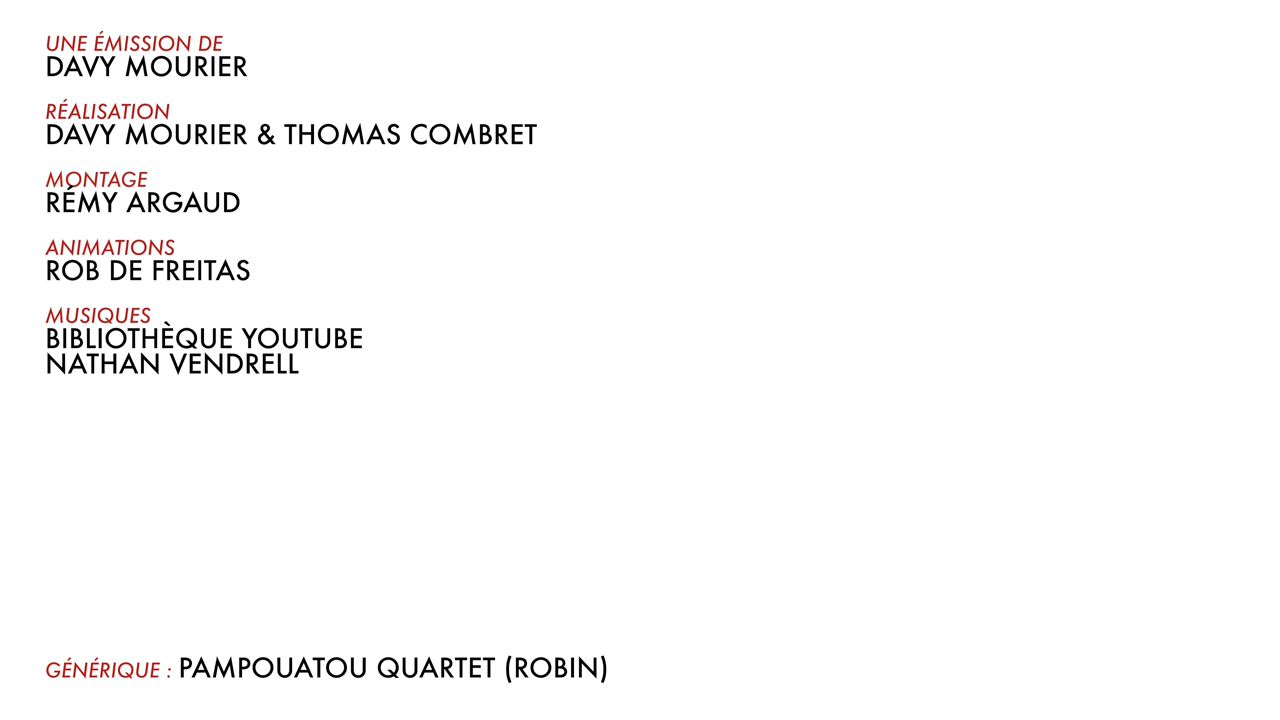 UNE ÉMISSION DE
DAVY MOURIER
RÉALISATION
DAVY MOURIER & THOMAS COMBRET
MONTAGE
RÉMY ARGAUD
ANIMATIONS
ROB DE FREITAS
MUSIQUES
BIBLIOTHÈQUE YOUTUBE
NATHAN VENDRELL
GÉNÉRIQUE : PAMPOUATOU QUARTET (ROBIN)